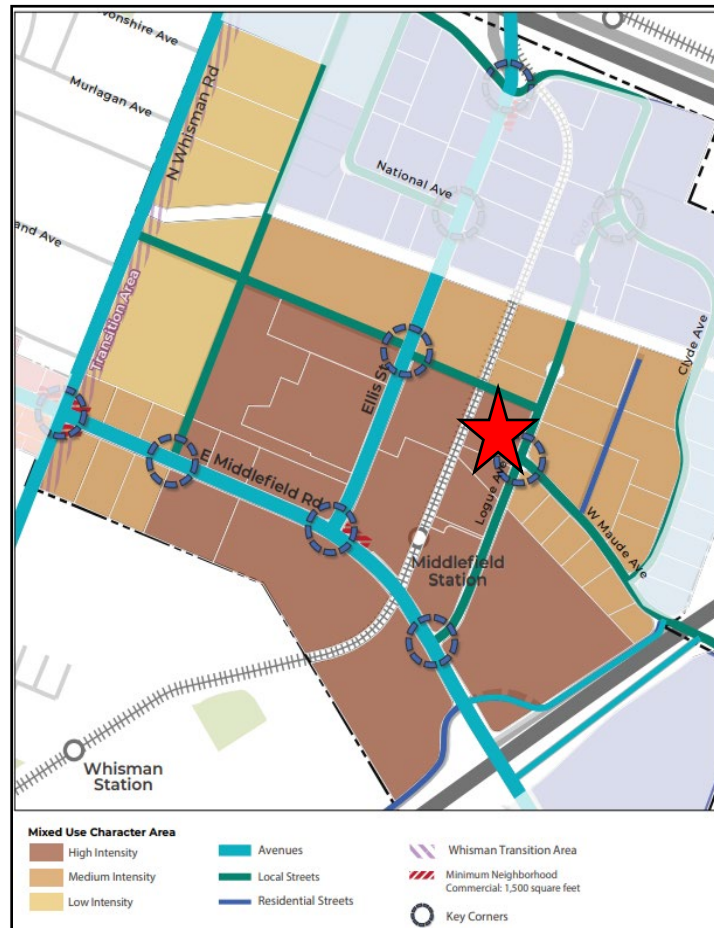 vonshire Ave
Murlagan Ave
N Whisman Rd
National Ave
and Ave
Transition Area
Clyde Ave
Ellis St
E Middlefield Rd
Logue Ave
W Maude Ave
Middlefield
Station
Whisman
Station
Mixed Use Character Area
High Intensity
Medium Intensity
Low Intensity
Avenues
Local Streets
Residential Streets
Whisman Transition Area
Minimum Neighborhood
Commercial: 1,500 square feet
Key Corners